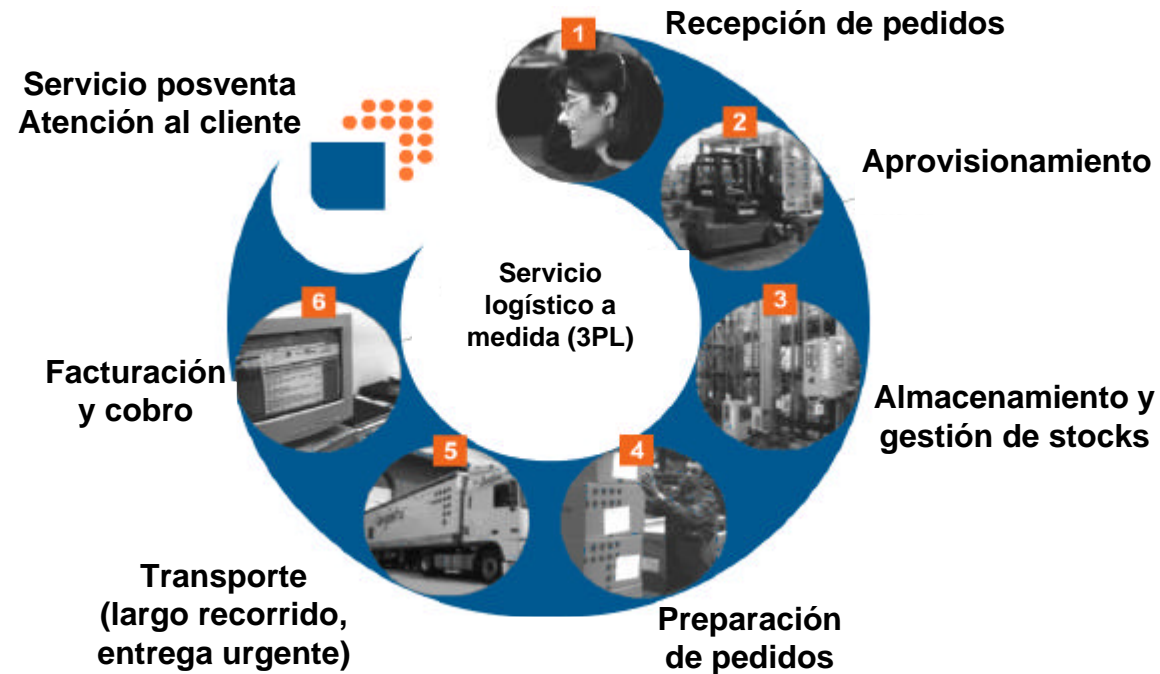 1
Recepción de pedidos
2
Aprovisionamiento
3
Almacenamiento y
gestión de stocks
4
Preparación
de pedidos
5
Transporte
(largo recorrido,
entrega urgente)
6
Facturación
y cobro
Servicio posventa
Atención al cliente
Servicio
logístico a
medida (3PL)